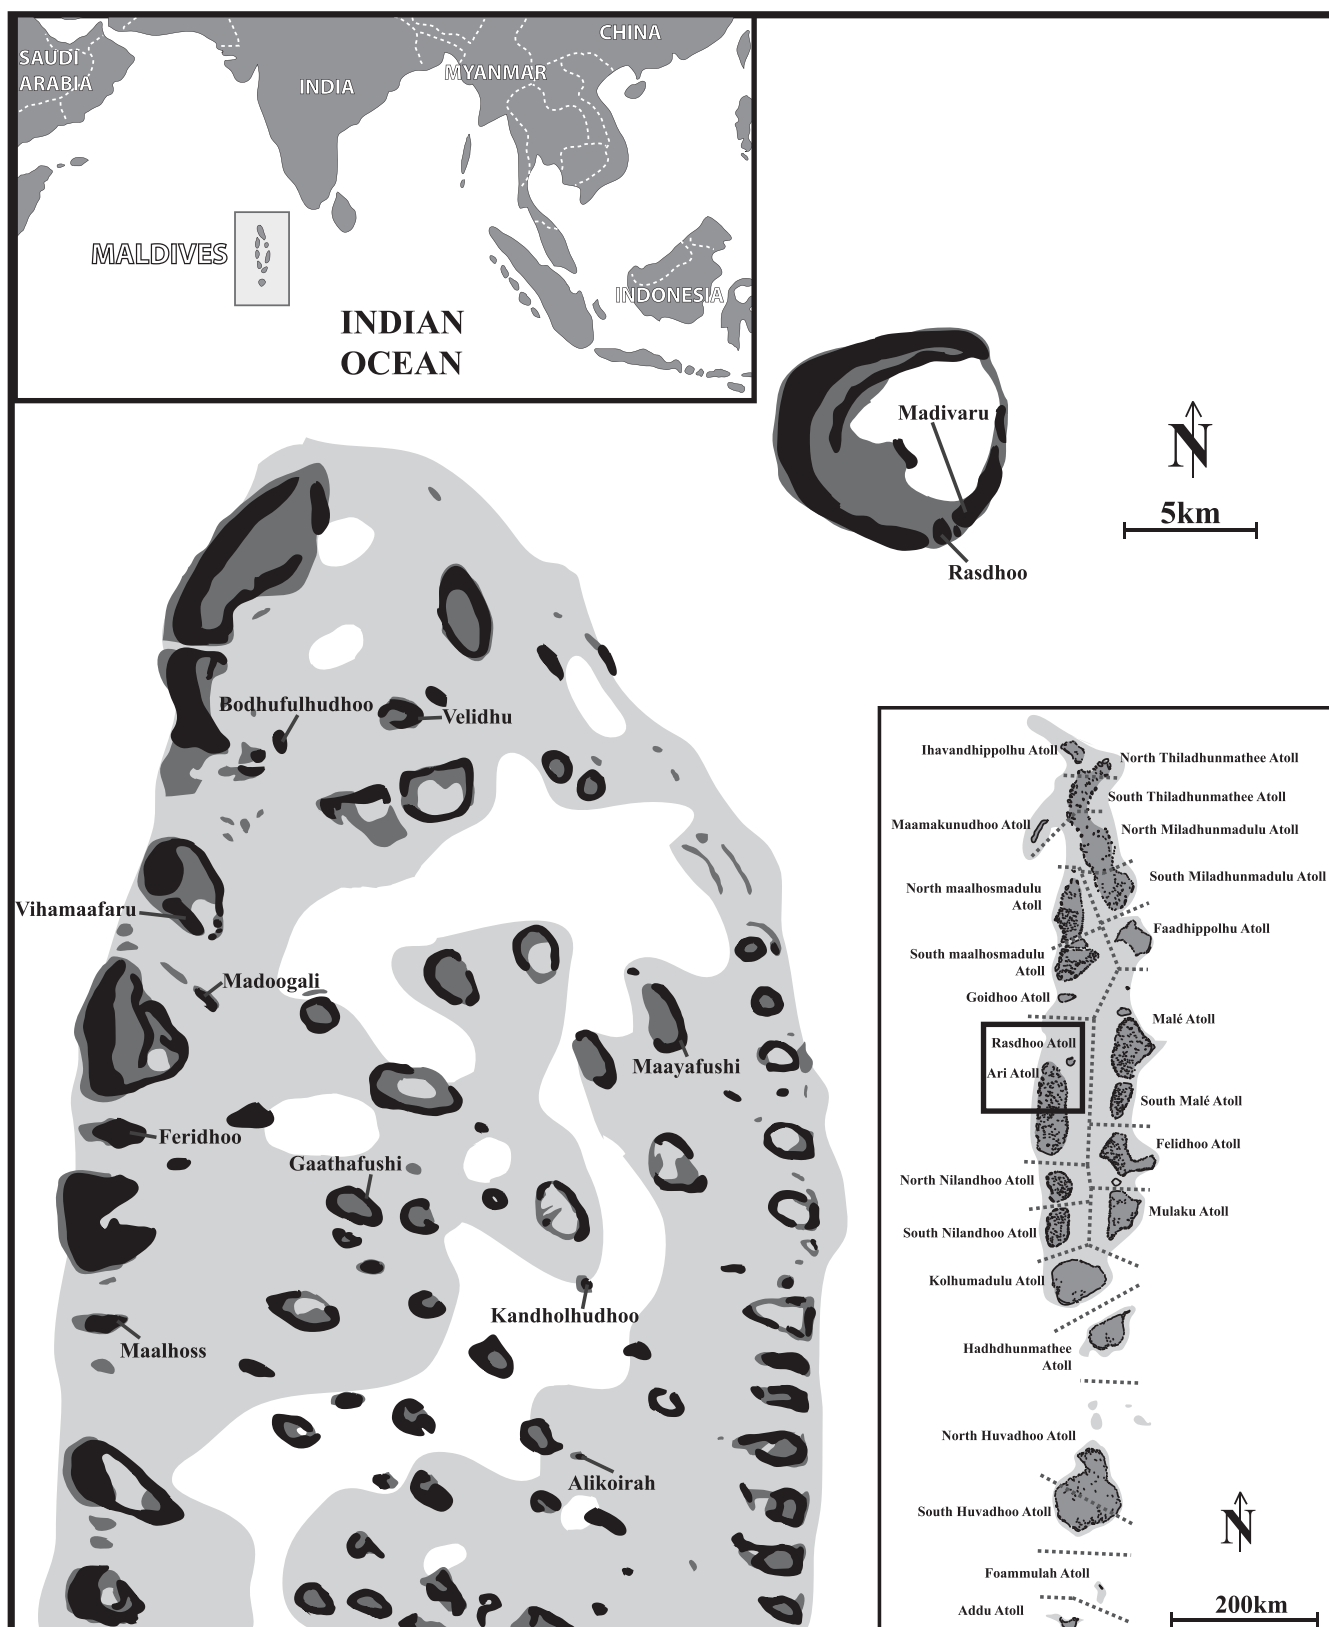 SAUDI
ARABIA
INDIA
MYANMAR
CHINA
MALDIVES
INDONESIA
INDIAN
OCEAN
Madivaru
Rasdhoo
N
5km
Bodhufulhudhoo
Velidhu
Vihamaafaru
Madoogali
Maayafushi
Feridhoo
Gaathafushi
Kandholhudhoo
Maalhoss
Alikoirah
Ihavandhippolhu Atoll
North Thiladhunmathee Atoll
South Thiladhunmathee Atoll
Maamakunudhoo Atoll
North Miladhunmadulu Atoll
South Miladhunmadulu Atoll
North maalhosmadulu
Atoll
Faadhippolhu Atoll
South maalhosmadulu
Atoll
Goidhoo Atoll
Malé Atoll
Rasdhoo Atoll
Ari Atoll
South Malé Atoll
Felidhoo Atoll
North Nilandhoo Atoll
Mulaku Atoll
South Nilandhoo Atoll
Kolhumadulu Atoll
Hadhdhunmathee
Atoll
North Huvadhoo Atoll
South Huvadhoo Atoll
N
Foammulah Atoll
Addu Atoll
200km